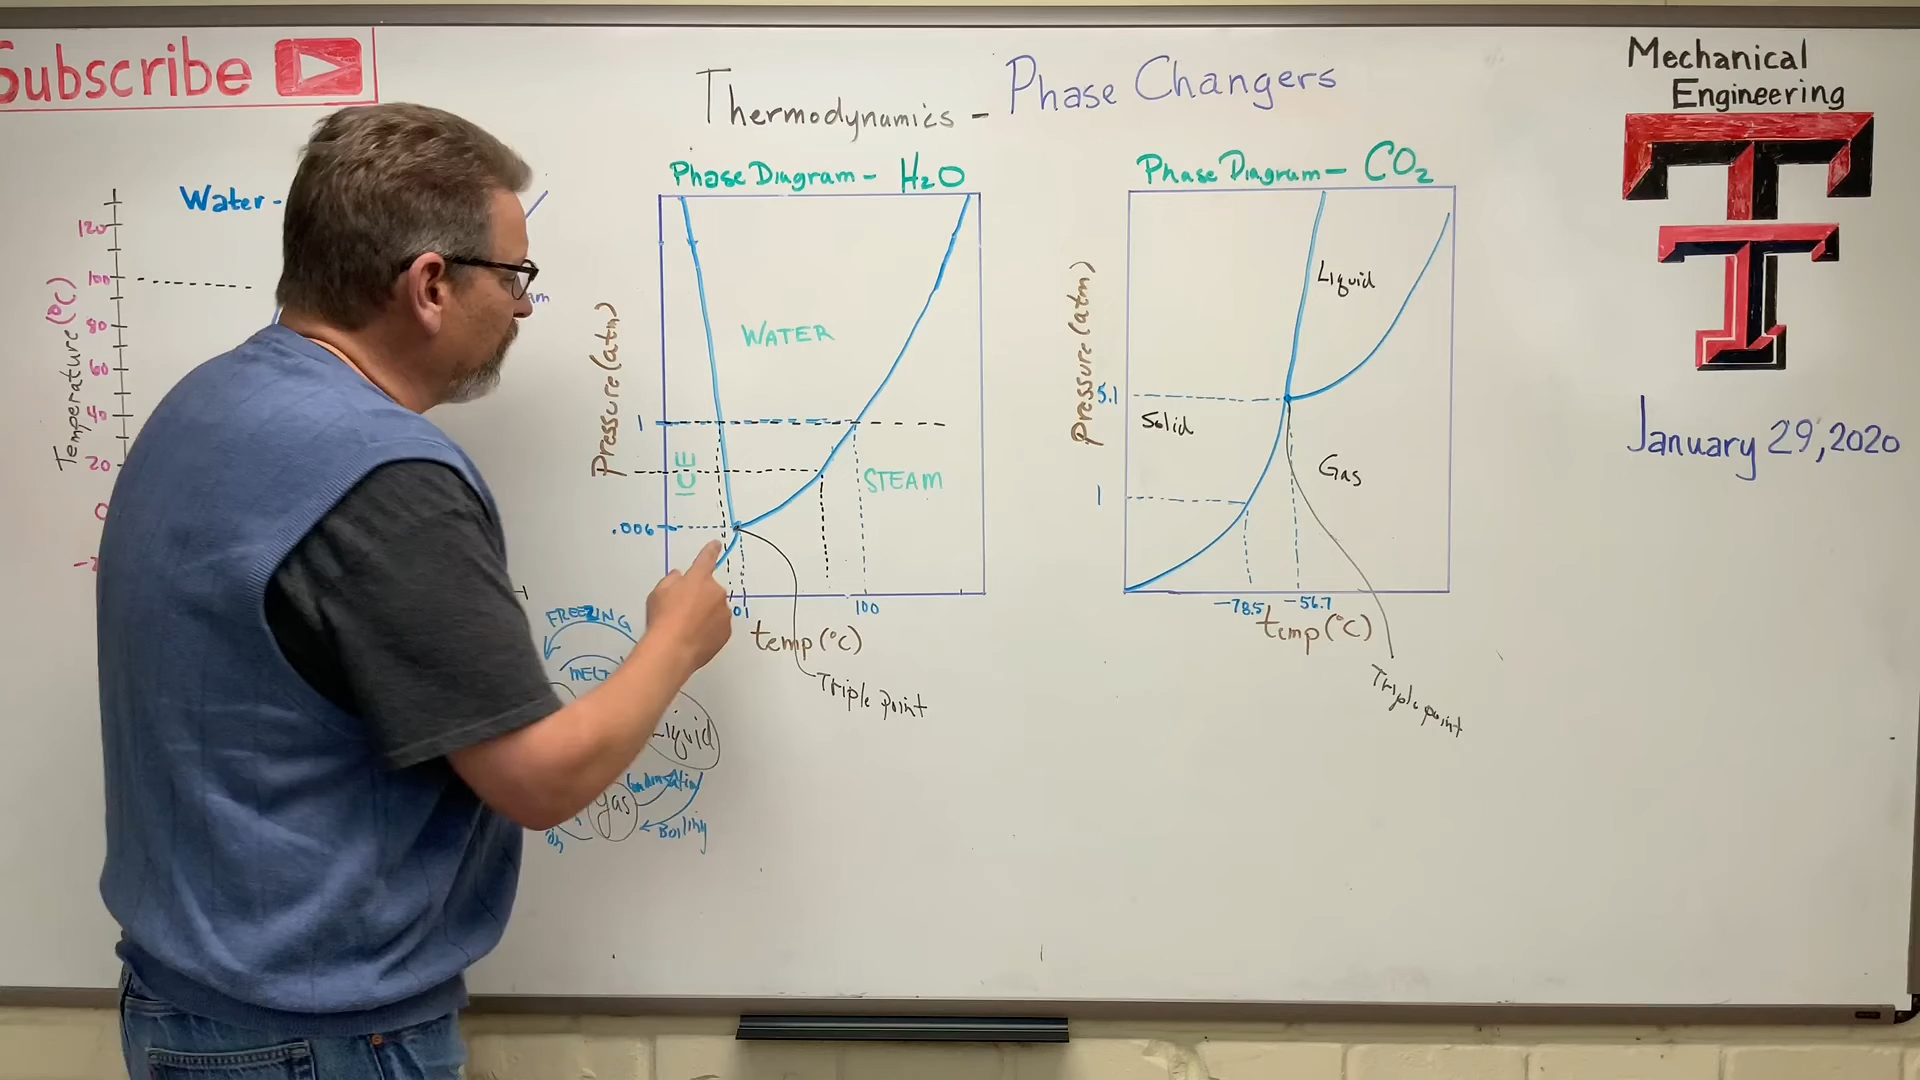 Subscribe
Thermodynamics - Phase Changers
Mechanical
Engineering
January 29, 2020
Water -
Temperature (°C)
120
100
80
60
40
20
0
Phase Diagram - H2O
Pressure (atm)
1
.006
WATER
ICE
STEAM
01
100
temp (°C)
Triple point
Phase Diagram - CO2
Pressure (atm)
5.1
1
Liquid
Solid
Gas
-78.5
-56.7
temp (°C)
Triple point
FREEZING
Liquid
gas
Boiling